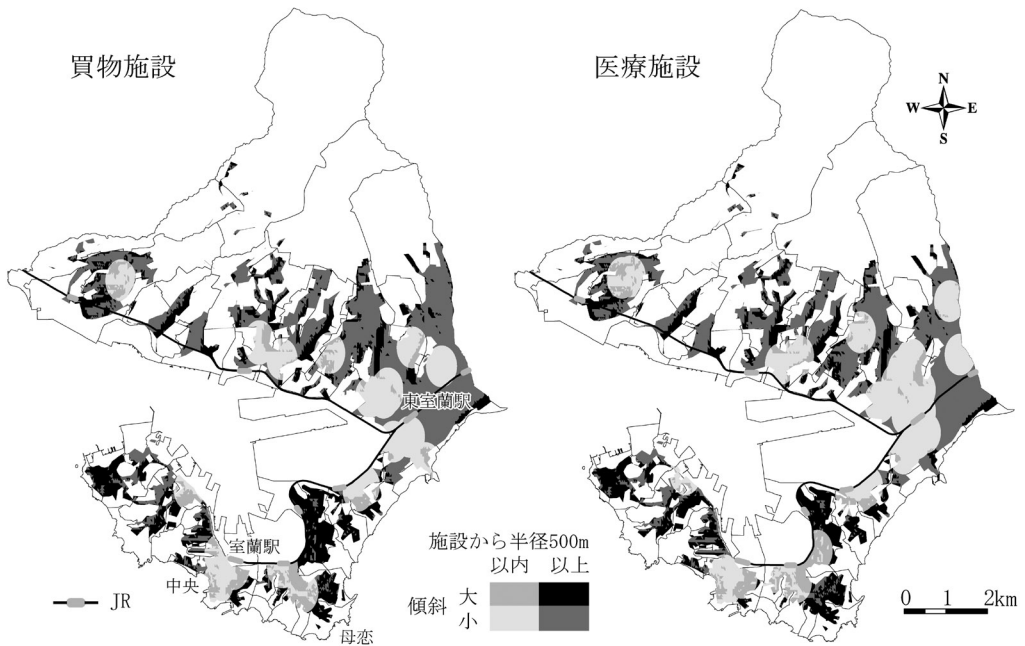 買物施設
医療施設
N
W E
S
東室蘭駅
室蘭駅
中央
母恋
JR
施設から半径500m
以内 以上
傾斜 大
小
0 1 2km